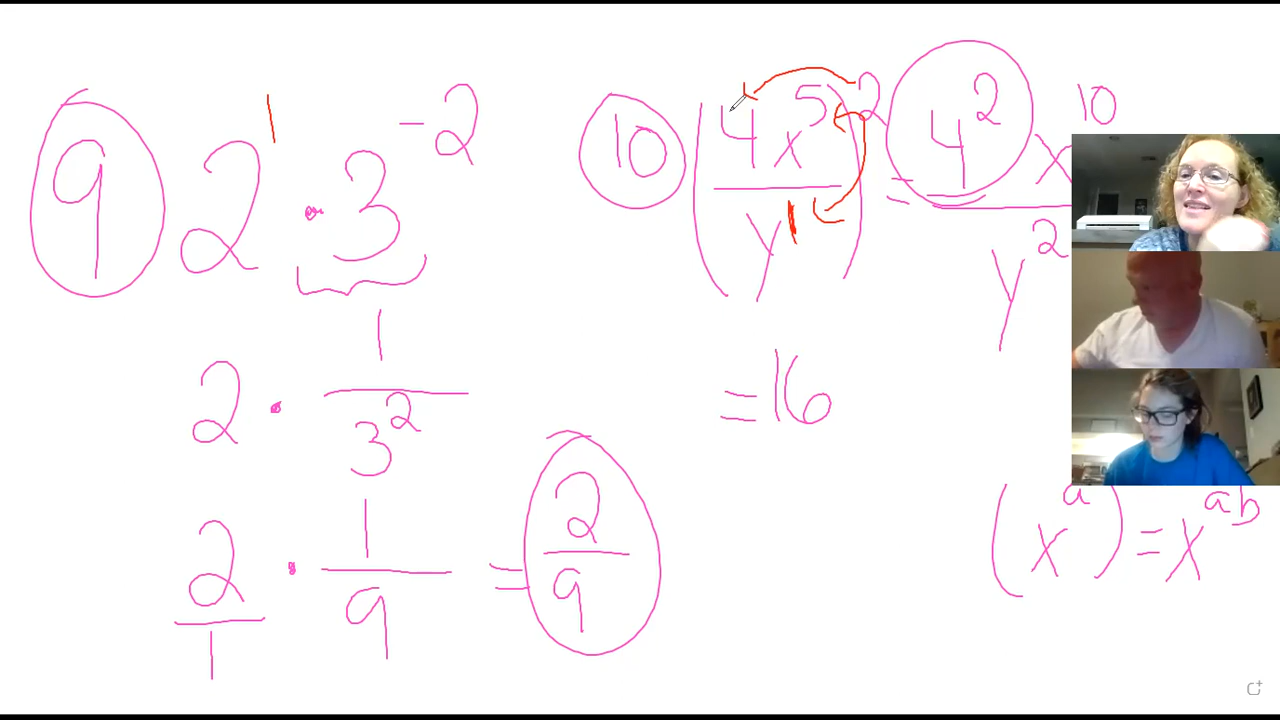 9 2^1 · 3^-2
2 · 1/3^2
2/1 · 1/9 = 2/9
10 (4x^5/y^1)^2 = 4^2 x^10/y^2
= 16
(x^a) = x^ab